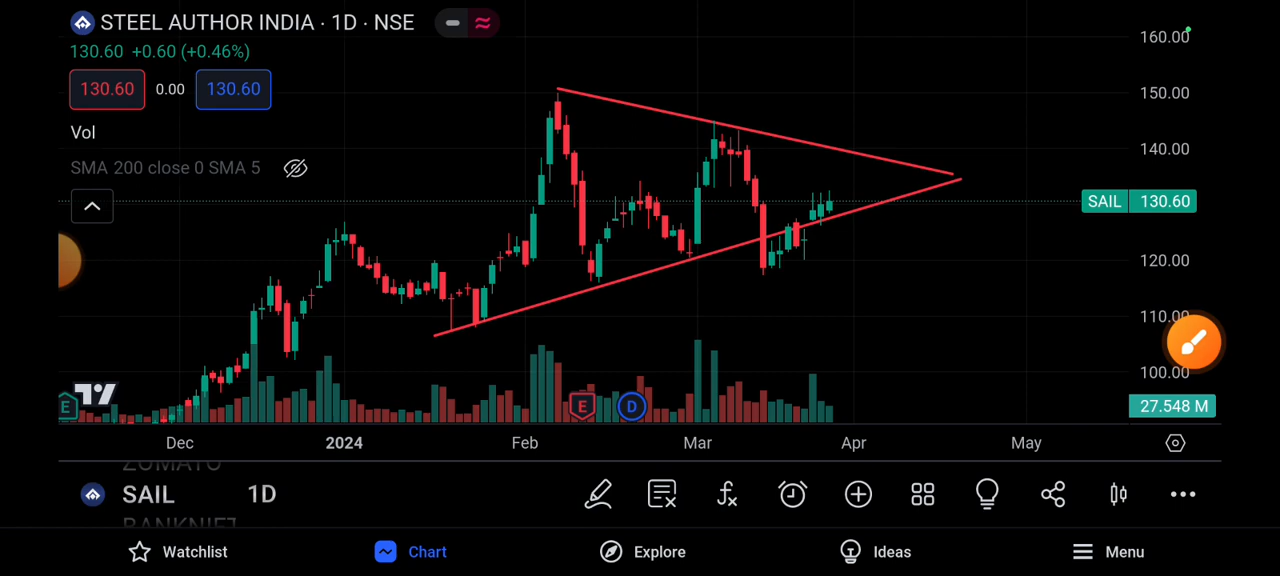 STEEL AUTHOR INDIA · 1D · NSE
130.60 +0.60 (+0.46%)
130.60 0.00 130.60
Vol
SMA 200 close 0 SMA 5
160.00
150.00
140.00
SAIL 130.60
120.00
110.00
100.00
27.548 M
E
E
D
Dec 2024 Feb Mar Apr May
ZOMATO
SAIL 1D
BANKNIFT
Watchlist Chart Explore Ideas Menu